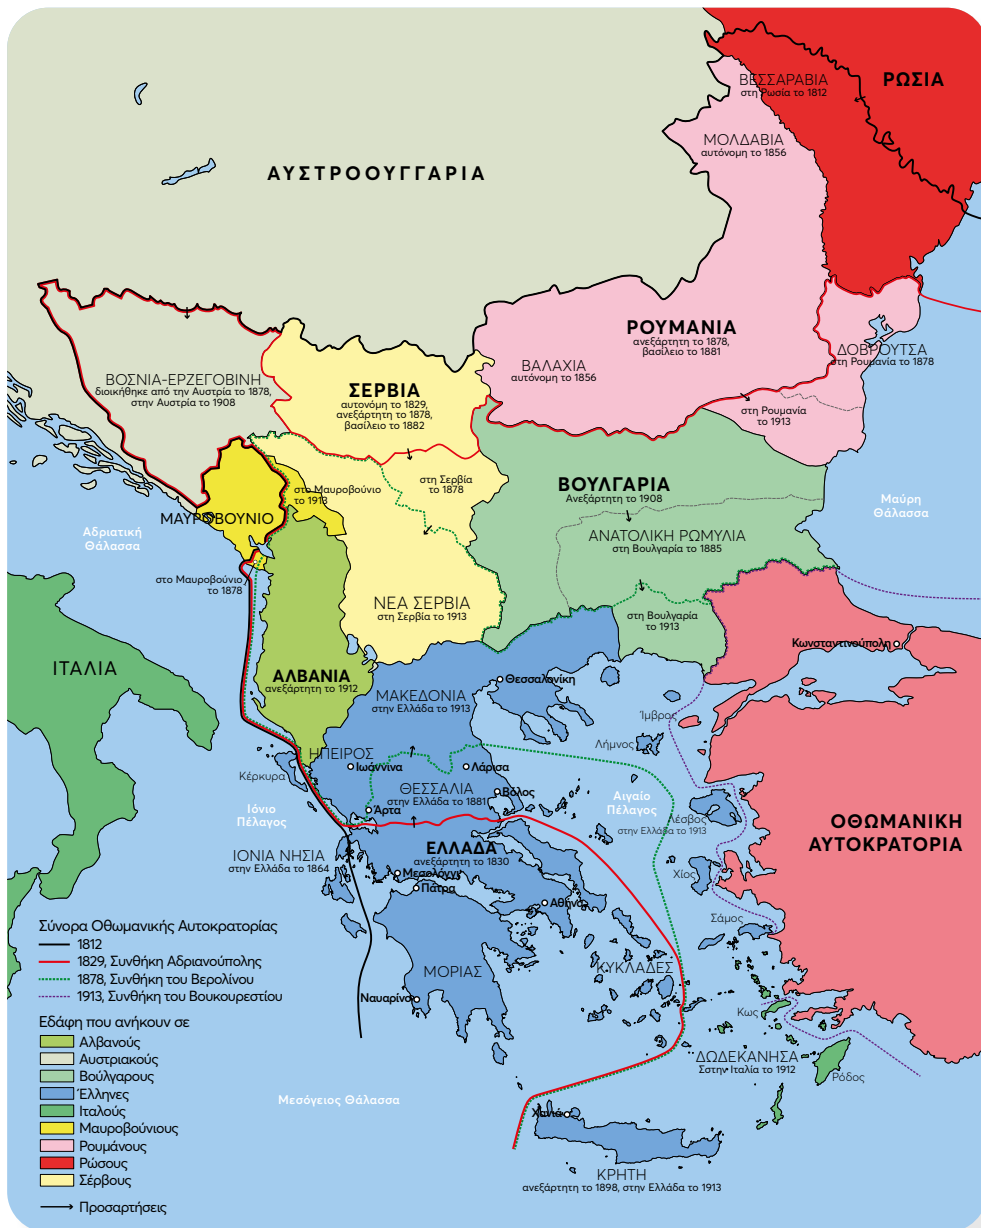 ΒΕΣΣΑΡΑΒΙΑ
στη Ρωσία το 1812
ΡΩΣΙΑ
ΜΟΛΔΑΒΙΑ
αυτόνομη το 1856
ΑΥΣΤΡΟΟΥΓΓΑΡΙΑ
ΡΟΥΜΑΝΙΑ
ανεξάρτητη το 1878,
βασίλειο το 1881
ΔΟΒΡΟΥΤΣΑ
στη Ρουμανία το 1878
ΒΑΛΑΧΙΑ
αυτόνομη το 1856
ΒΟΣΝΙΑ-ΕΡΖΕΓΟΒΙΝΗ
διοικήθηκε από την Αυστρία το 1878,
στην Αυστρία το 1908
ΣΕΡΒΙΑ
αυτονόμη το 1829,
ανεξάρτητη το 1878,
βασίλειο το 1882
στη Ρουμανία
το 1913
στη Σερβία
το 1878
στο Μαυροβούνιο
το 1913
ΒΟΥΛΓΑΡΙΑ
Ανεξάρτητη το 1908
Μαύρη
Θάλασσα
ΜΑΥΡΟΒΟΥΝΙΟ
Αδριατική
Θάλασσα
ΑΝΑΤΟΛΙΚΗ ΡΩΜΥΛΙΑ
στη Βουλγαρία το 1885
στο Μαυροβούνιο
το 1878
ΝΕΑ ΣΕΡΒΙΑ
στη Σερβία το 1913
στη Βουλγαρία
το 1913
Κωνσταντινούπολη
ΙΤΑΛΙΑ
ΑΛΒΑΝΙΑ
ανεξάρτητη το 1912
ΜΑΚΕΔΟΝΙΑ
στην Ελλάδα το 1913
Θεσσαλονίκη
Ίμβρος
Λήμνος
ΗΠΕΙΡΟΣ
Ιωάννινα
Λάρισα
Κέρκυρα
ΘΕΣΣΑΛΙΑ
στην Ελλάδα το 1881
Βόλος
Άρτα
Αιγαίο
Πέλαγος
Λέσβος
στην Ελλάδα το 1913
Ιόνιο
Πέλαγος
ΟΘΩΜΑΝΙΚΗ
ΑΥΤΟΚΡΑΤΟΡΙΑ
ΙΟΝΙΑ ΝΗΣΙΑ
στην Ελλάδα το 1864
ΕΛΛΑΔΑ
ανεξάρτητη το 1830
Μεσολόγγι
Πάτρα
Χίος
Αθήνα
Σάμος
ΜΟΡΙΑΣ
ΚΥΚΛΑΔΕΣ
Ναυαρίνο
Κως
ΔΩΔΕΚΑΝΗΣΑ
Σστην Ιταλία το 1912
Ρόδος
Μεσόγειος Θάλασσα
Χανιά
ΚΡΗΤΗ
ανεξάρτητη το 1898, στην Ελλάδα το 1913
Σύνορα Οθωμανικής Αυτοκρατορίας
1812
1829, Συνθήκη Αδριανούπολης
1878, Συνθήκη του Βερολίνου
1913, Συνθήκη του Βουκουρεστίου
Εδάφη που ανήκουν σε
Αλβανούς
Αυστριακούς
Βούλγαρους
Έλληνες
Ιταλούς
Μαυροβούνιους
Ρουμάνους
Ρώσους
Σέρβους
Προσαρτήσεις